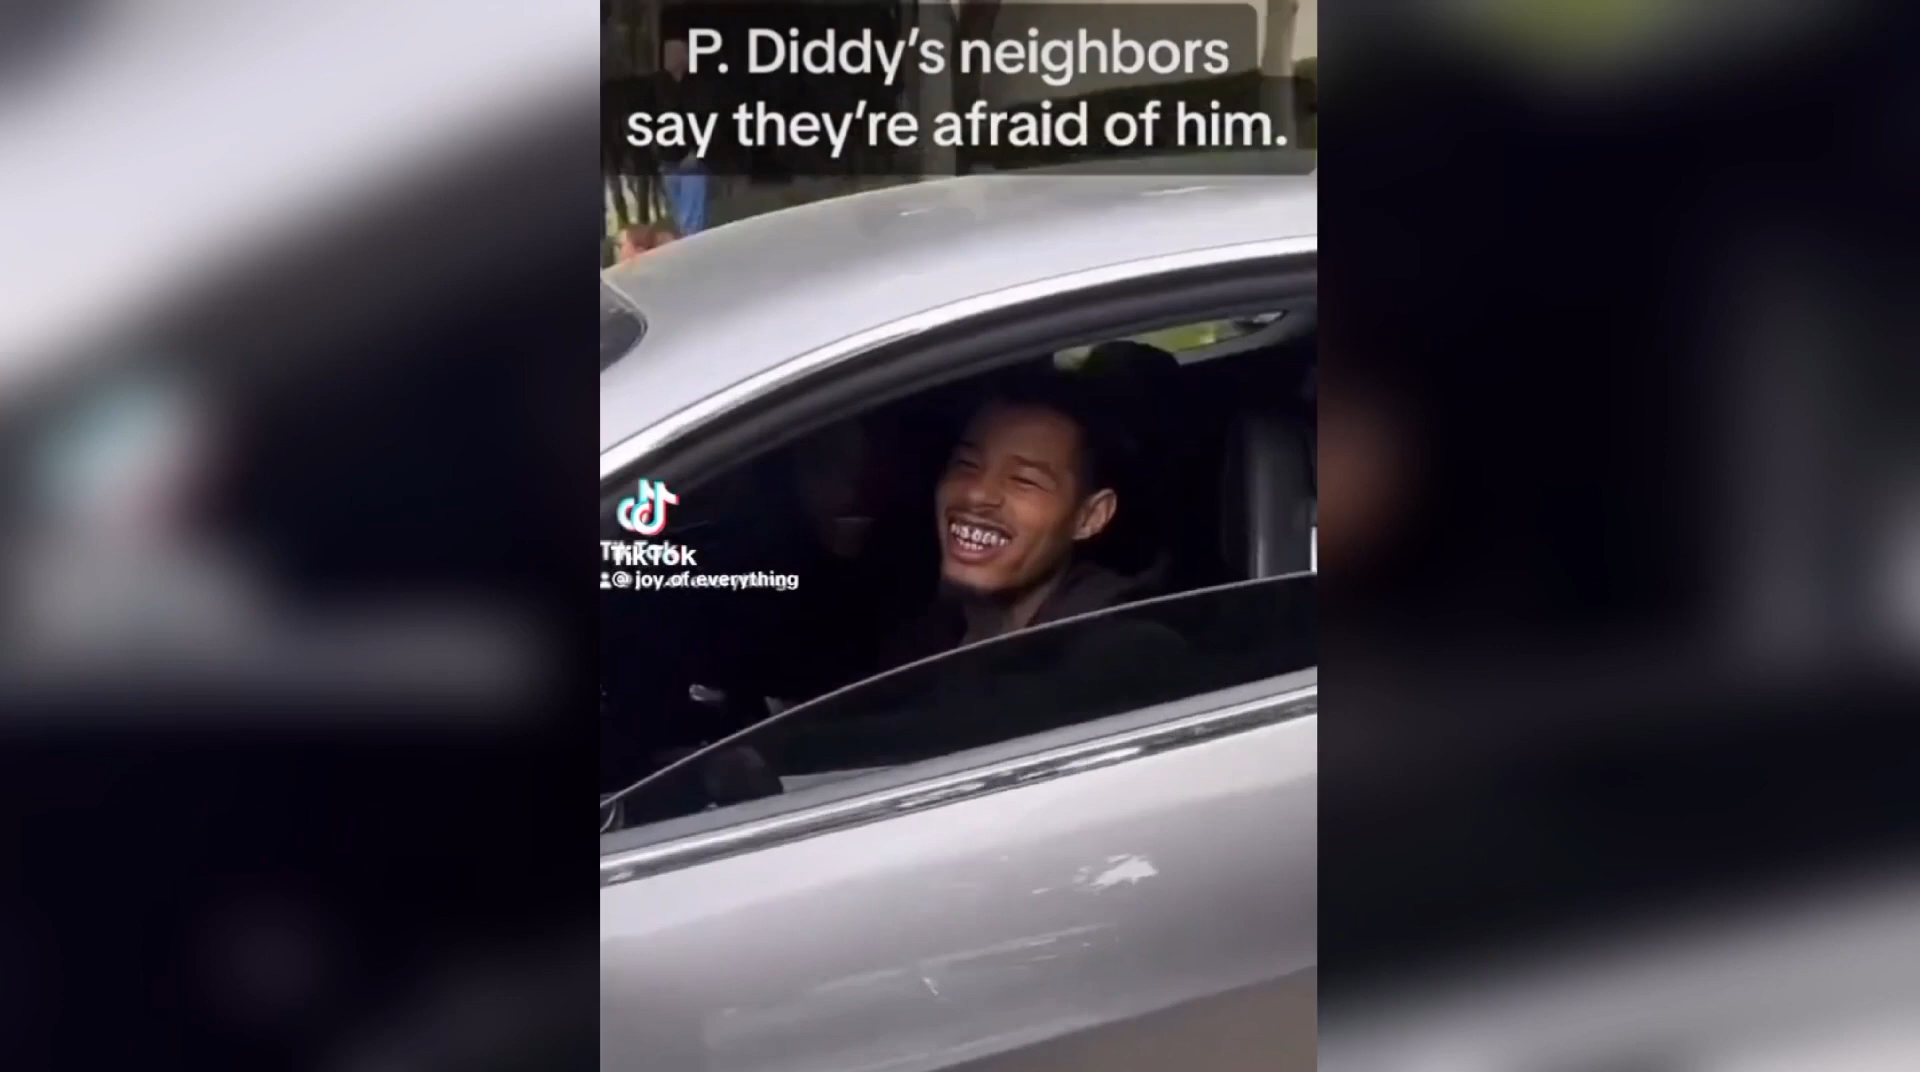 P. Diddy's neighbors
say they're afraid of him.
TikTok
@ joy.of.everything